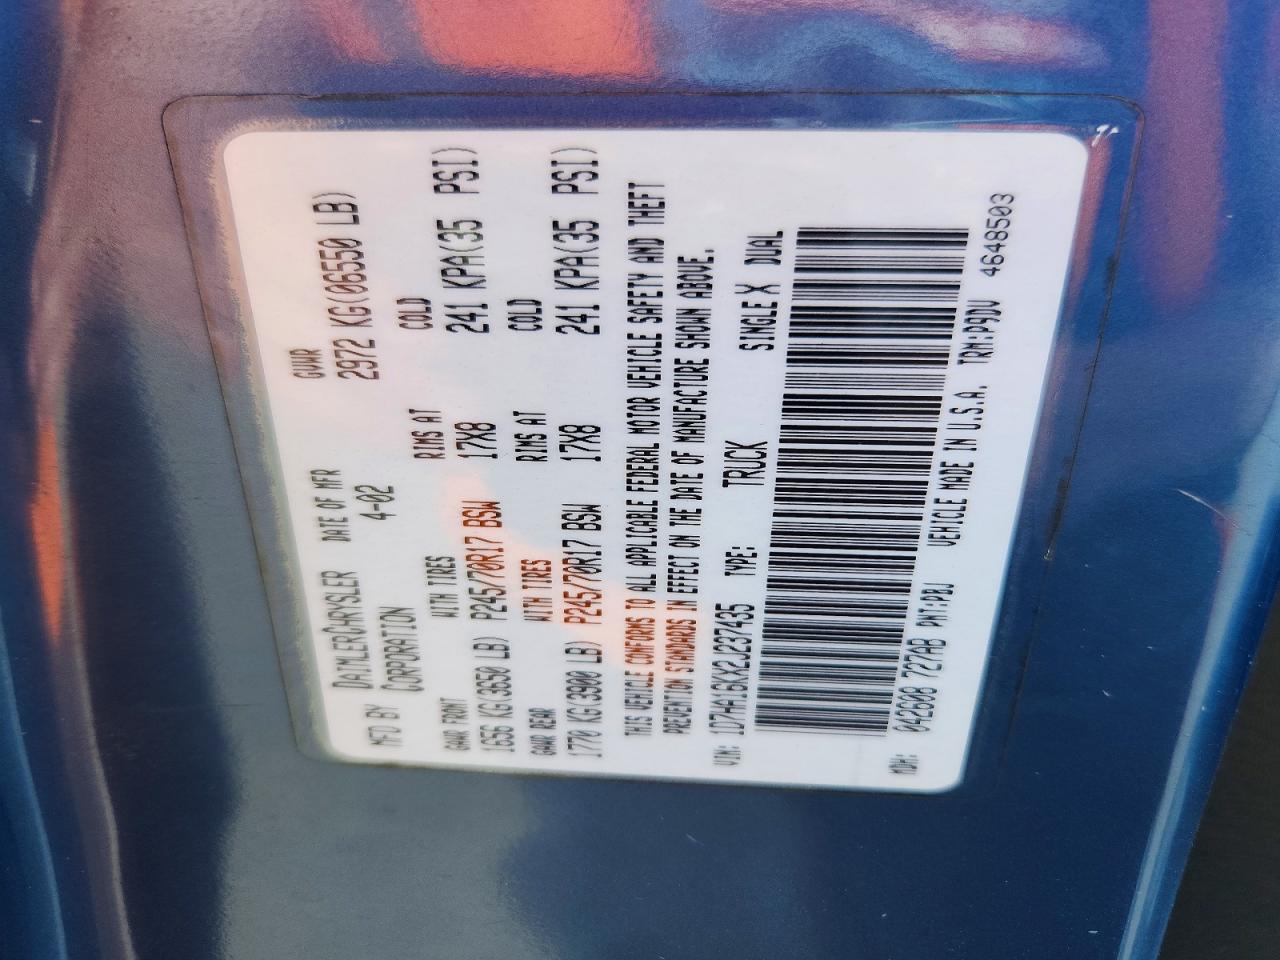 MFD BY DAIMLERCHRYSLER CORPORATION DATE OF MFR 4-02 GVWR 2972 KG(06550 LB)
GAWR FRONT WITH TIRES RIMS AT COLD
1656 KG(3650 LB) P245/70R17 BSW 17X8 241 KPA(35 PSI)
GAWR REAR WITH TIRES RIMS AT COLD
1770 KG(3900 LB) P245/70R17 BSW 17X8 241 KPA(35 PSI)
THIS VEHICLE CONFORMS TO ALL APPLICABLE FEDERAL MOTOR VEHICLE SAFETY AND THEFT
PREVENTION STANDARDS IN EFFECT ON THE DATE OF MANUFACTURE SHOWN ABOVE.
VIN: 1D7HA16KX2J237435 TYPE: TRUCK SINGLE X DUAL
MDH: 042608 727AB PNT:PBJ VEHICLE MADE IN U.S.A. TRM:P9DV 4648503